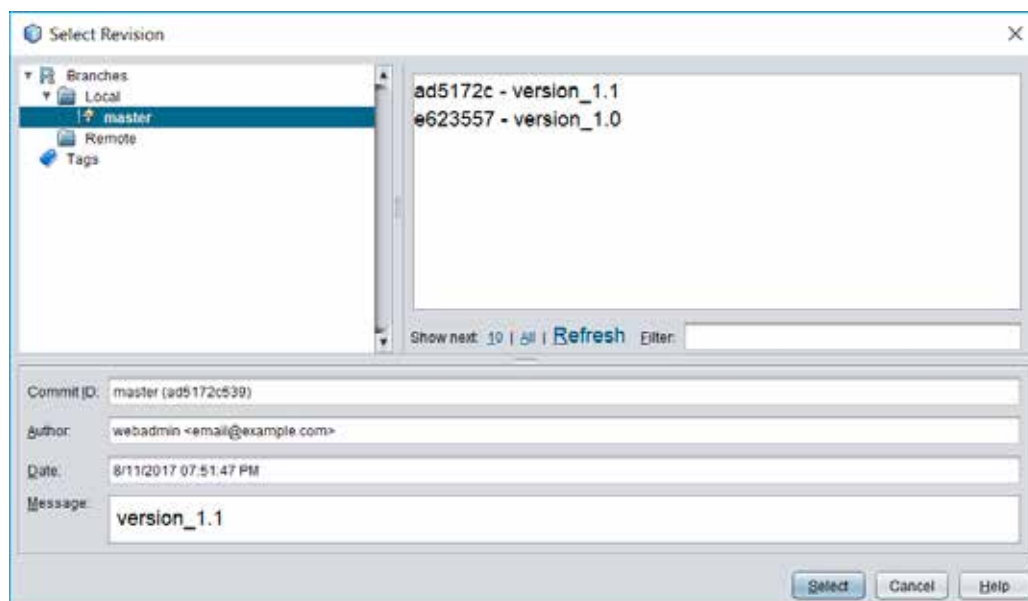 Select Revision
Branches
Local
master
Remote
Tags
ad5172c - version_1.1
e623557 - version_1.0
Show next: 10 | All | Refresh Filter:
Commit ID: master (ad5172c539)
Author: webadmin <email@example.com>
Date: 8/11/2017 07:51:47 PM
Message: version_1.1
Select Cancel Help